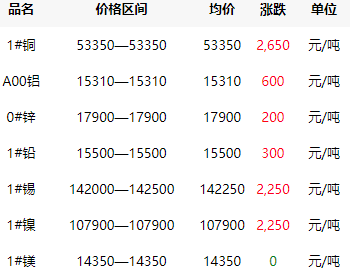 品名 价格区间 均价 涨跌 单位
1#铜 53350—53350 53350 2,650 元/吨
A00铝 15310—15310 15310 600 元/吨
0#锌 17900—17900 17900 200 元/吨
1#铅 15500—15500 15500 300 元/吨
1#锡 142000—142500 142250 2,250 元/吨
1#镍 107900—107900 107900 2,250 元/吨
1#镁 14350—14350 14350 0 元/吨